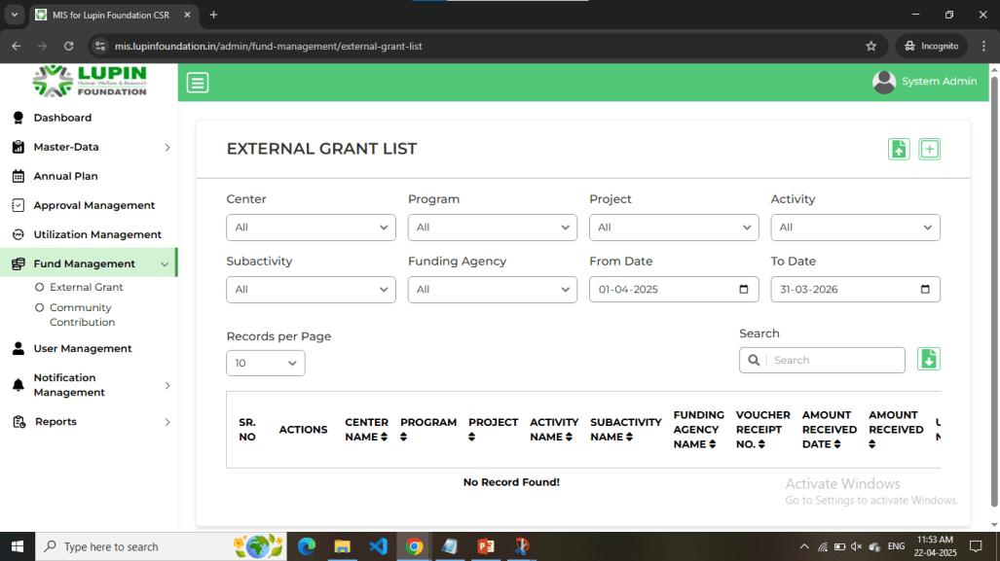 MIS for Lupin Foundation CSR
mis.lupinfoundation.in/admin/fund-management/external-grant-list
Incognito
LUPIN
Human Welfare & Research
FOUNDATION
System Admin
Dashboard
Master-Data
Annual Plan
Approval Management
Utilization Management
Fund Management
External Grant
Community
Contribution
User Management
Notification
Management
Reports
EXTERNAL GRANT LIST
Center Program Project Activity
All All All All
Subactivity Funding Agency From Date To Date
All All 01-04-2025 31-03-2026
Records per Page Search
10 Search
SR. NO ACTIONS CENTER NAME PROGRAM PROJECT ACTIVITY NAME SUBACTIVITY NAME FUNDING AGENCY NAME VOUCHER RECEIPT NO. AMOUNT RECEIVED DATE AMOUNT RECEIVED
No Record Found!
Activate Windows
Go to Settings to activate Windows.
Type here to search
ENG
11:53 AM
22-04-2025